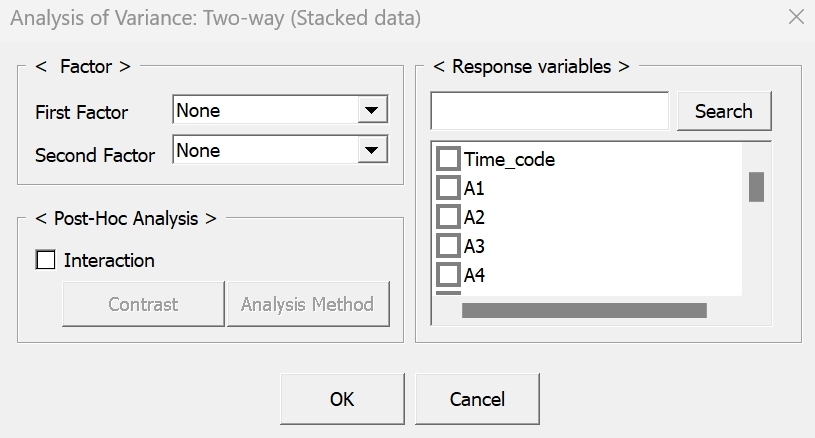 Analysis of Variance: Two-way (Stacked data)
< Factor >
First Factor
None
Second Factor
None
< Post-Hoc Analysis >
Interaction
Contrast
Analysis Method
< Response variables >
Search
Time_code
A1
A2
A3
A4
OK
Cancel